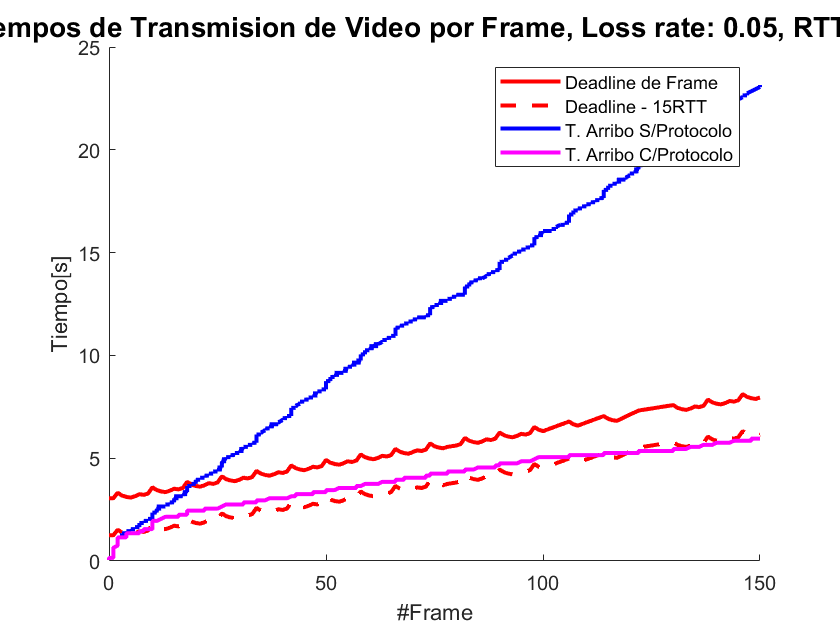 empos de Transmision de Video por Frame, Loss rate: 0.05, RTT
25
20
15
10
5
0
Tiempo[s]
Deadline de Frame
Deadline - 15RTT
T. Arribo S/Protocolo
T. Arribo C/Protocolo
0
50
100
150
#Frame